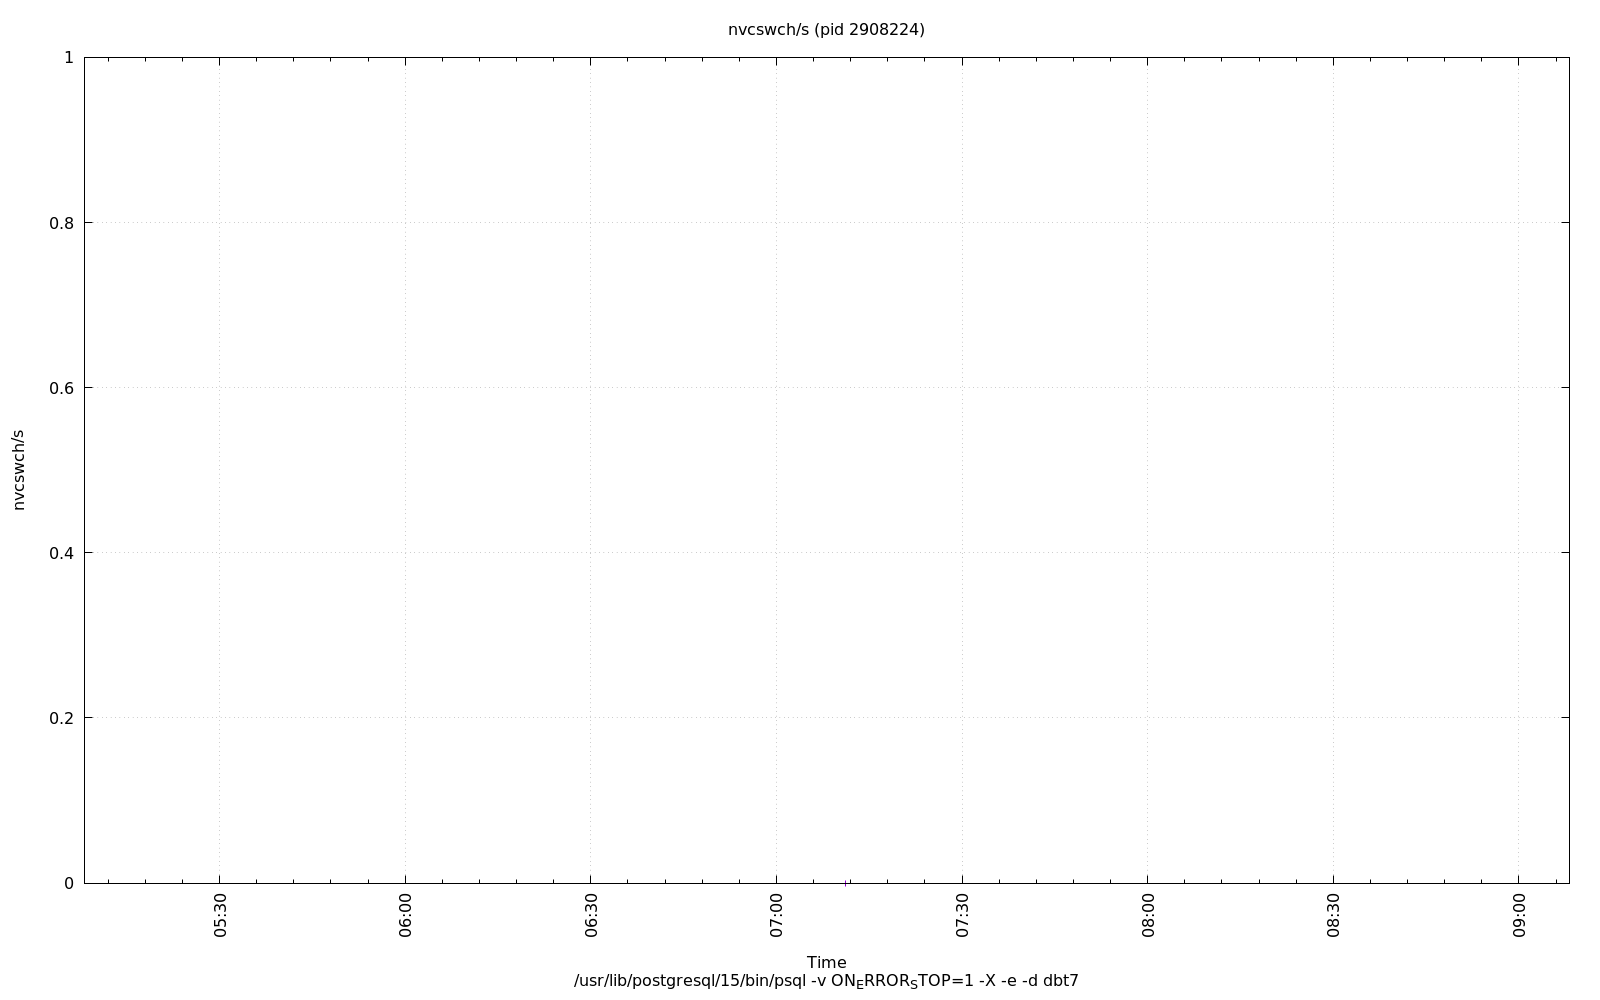 nvcswch/s (pid 2908224)
1
0.8
0.6
nvcswch/s
0.4
0.2
0
05:30 06:00 06:30 07:00 07:30 08:00 08:30 09:00
Time
/usr/lib/postgresql/15/bin/psql -v ONERRORSTOP=1 -X -e -d dbt7